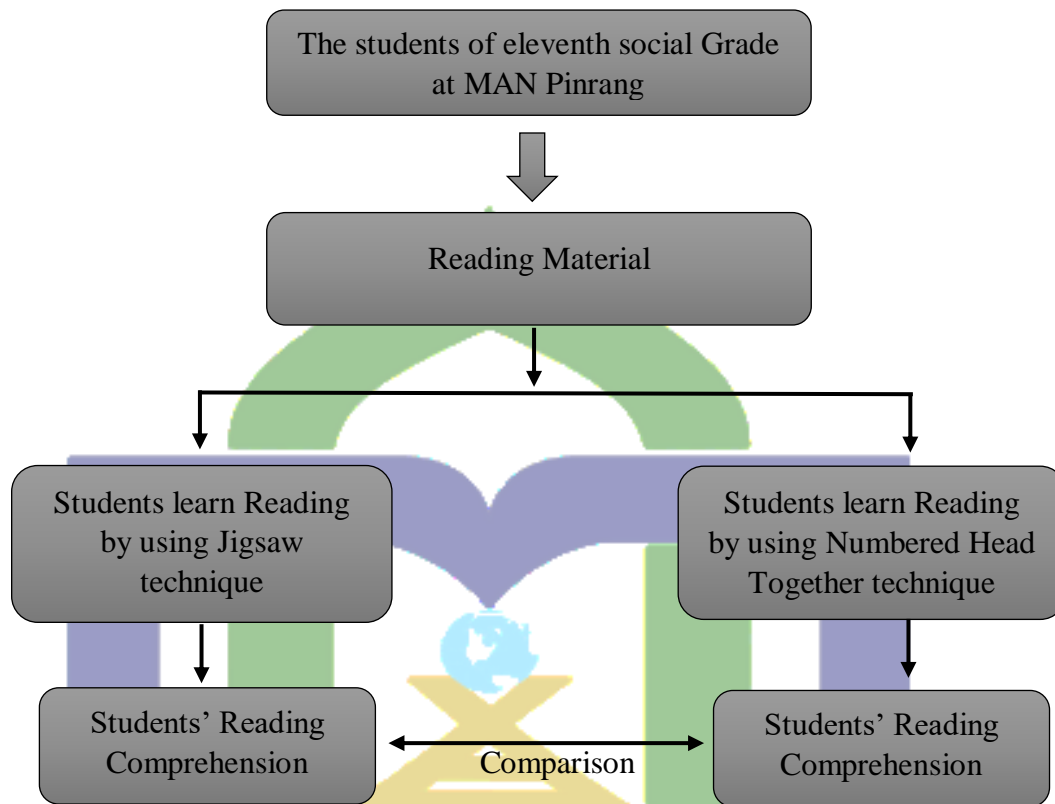 The students of eleventh social Grade
at MAN Pinrang
Reading Material
Students learn Reading
by using Jigsaw
technique
Students learn Reading
by using Numbered Head
Together technique
Students’ Reading
Comprehension
Comparison
Students’ Reading
Comprehension